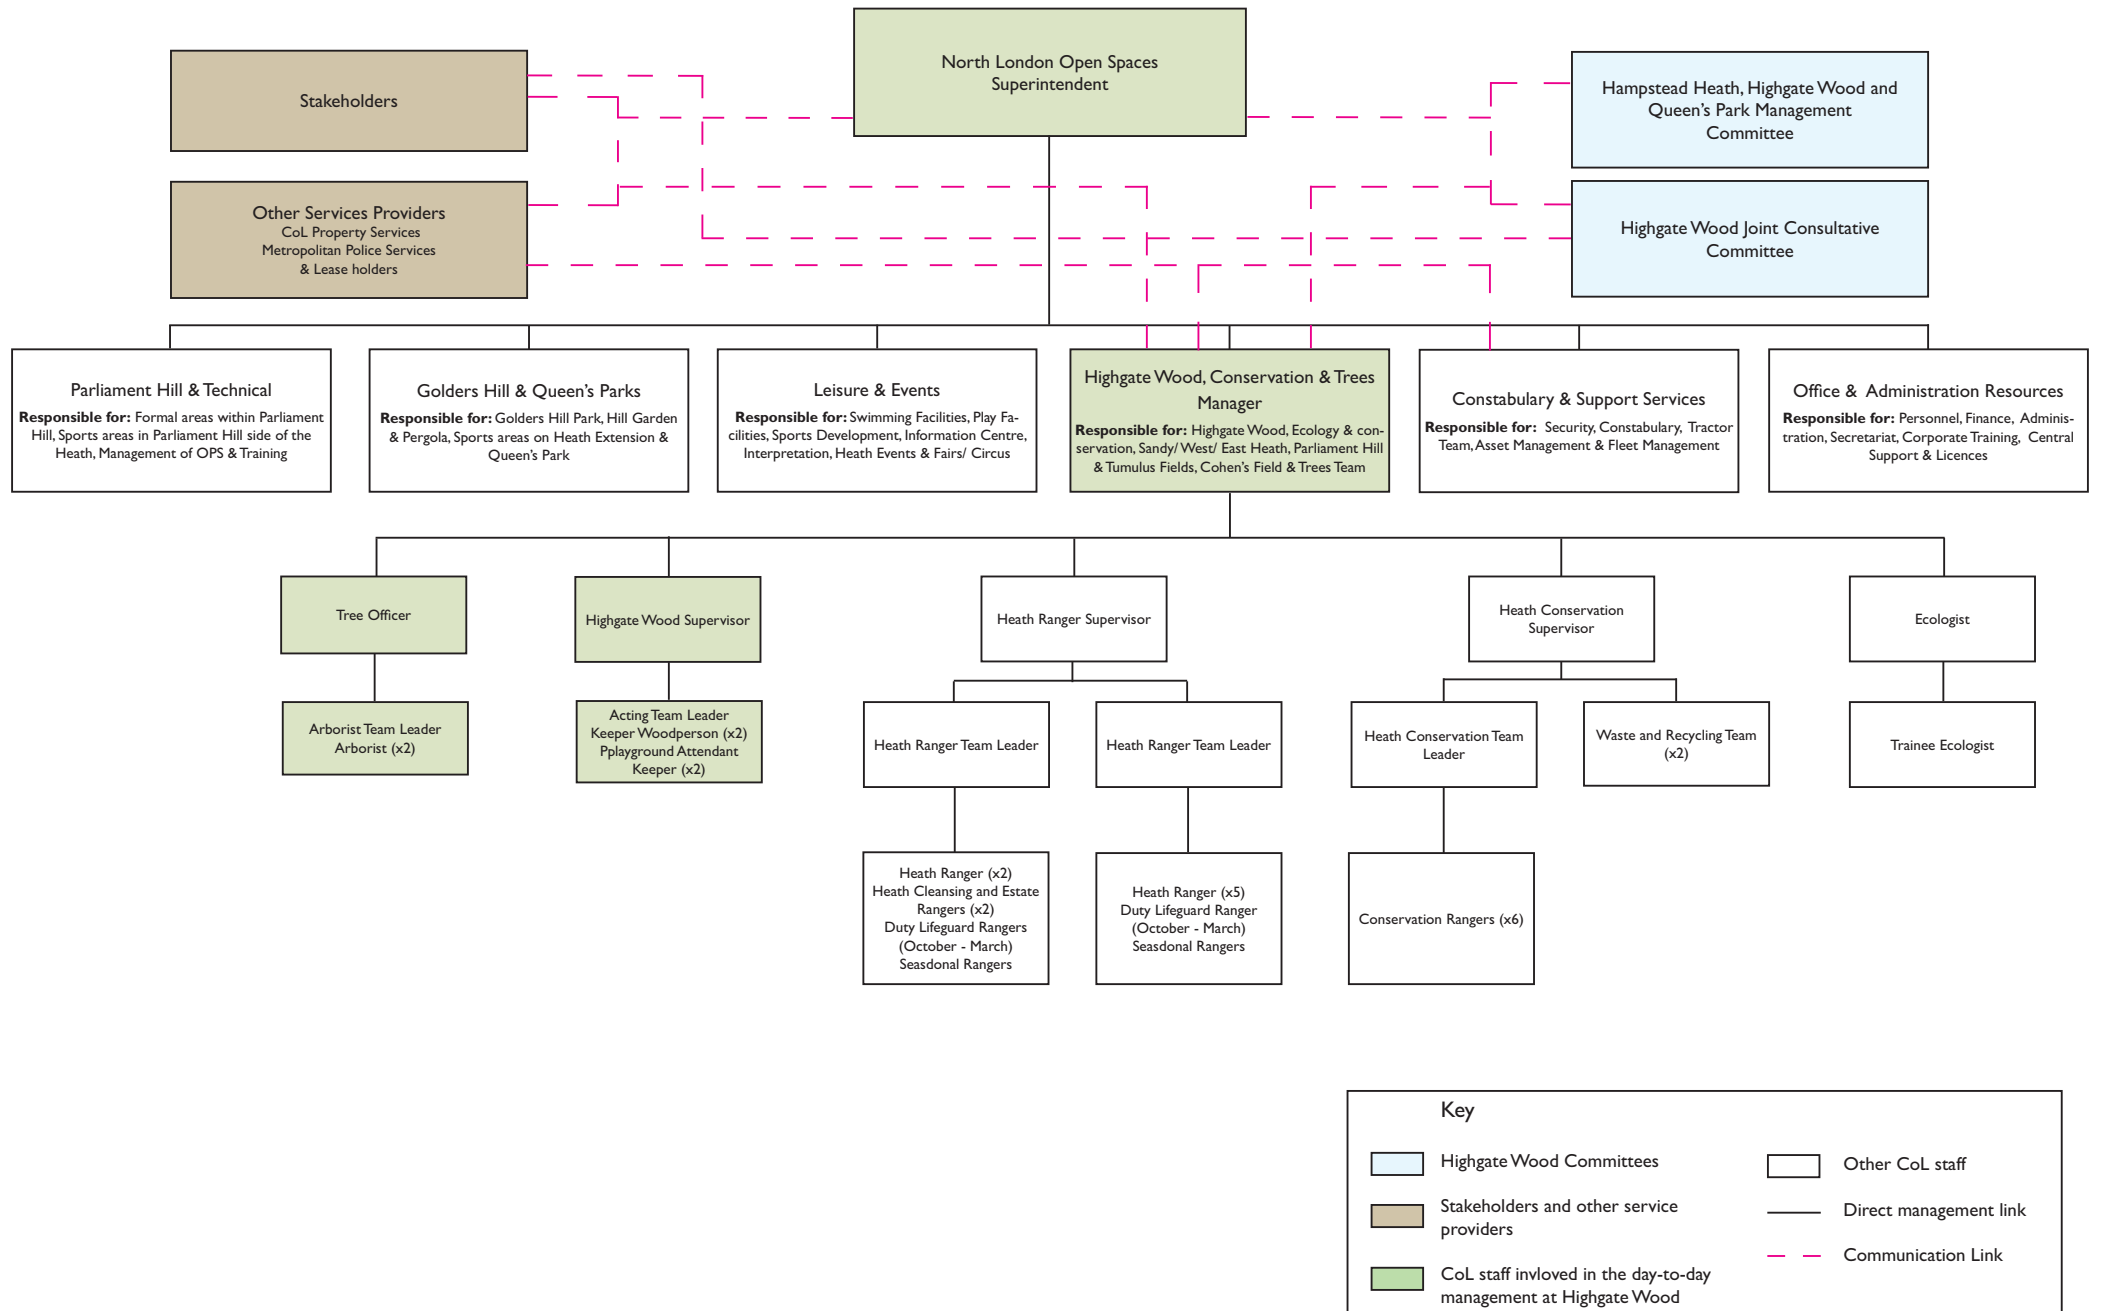 North London Open Spaces
Superintendent
Stakeholders
Hampstead Heath, Highgate Wood and
Queen's Park Management
Committee
Other Services Providers
CoL Property Services
Metropolitan Police Services
& Lease holders
Highgate Wood Joint Consultative
Committee
Parliament Hill & Technical
Responsible for: Formal areas within Parliament
Hill, Sports areas in Parliament Hill side of the
Heath, Management of OPS & Training
Golders Hill & Queen's Parks
Responsible for: Golders Hill Park, Hill Garden
& Pergola, Sports areas on Heath Extension &
Queen's Park
Leisure & Events
Responsible for: Swimming Facilities, Play Fa-
cilities, Sports Development, Information Centre,
Interpretation, Heath Events & Fairs/ Circus
Highgate Wood, Conservation & Trees
Manager
Responsible for: Highgate Wood, Ecology & con-
servation, Sandy/ West/ East Heath, Parliament Hill
& Tumulus Fields, Cohen's Field & Trees Team
Constabulary & Support Services
Responsible for: Security, Constabulary, Tractor
Team, Asset Management & Fleet Management
Office & Administration Resources
Responsible for: Personnel, Finance, Adminis-
tration, Secretariat, Corporate Training, Central
Support & Licences
Tree Officer
Highgate Wood Supervisor
Heath Ranger Supervisor
Heath Conservation
Supervisor
Ecologist
Arborist Team Leader
Arborist (x2)
Acting Team Leader
Keeper Woodperson (x2)
Pplayground Attendant
Keeper (x2)
Heath Ranger Team Leader
Heath Ranger Team Leader
Heath Conservation Team
Leader
Waste and Recycling Team
(x2)
Trainee Ecologist
Heath Ranger (x2)
Heath Cleansing and Estate
Rangers (x2)
Duty Lifeguard Rangers
(October - March)
Seasdonal Rangers
Heath Ranger (x5)
Duty Lifeguard Ranger
(October - March)
Seasdonal Rangers
Conservation Rangers (x6)
Key
Highgate Wood Committees
Stakeholders and other service
providers
CoL staff invloved in the day-to-day
management at Highgate Wood
Other CoL staff
Direct management link
Communication Link